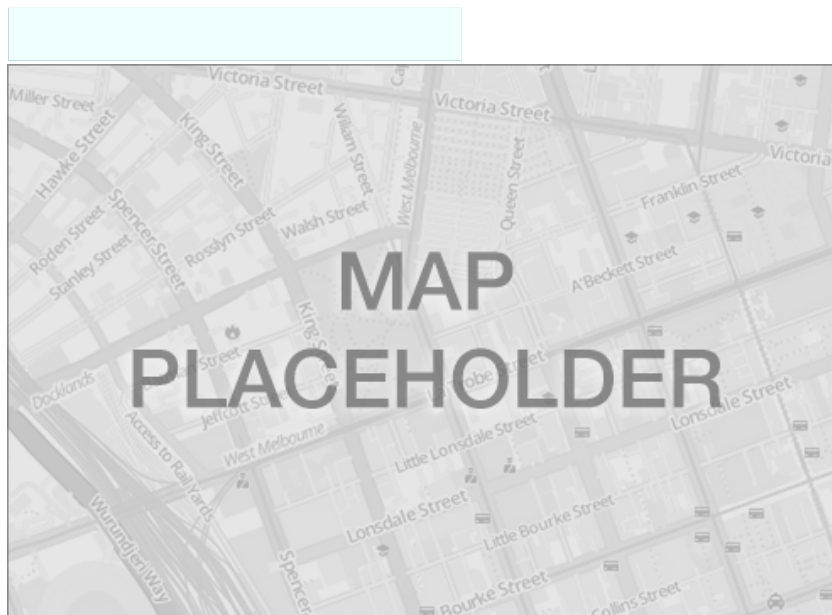 Victoria Street
Miller Street
Victoria Street
Hawke Street
King Street
William Street
West Melbourne
Queen Street
Victoria
Franklin Street
Spencer Street
Roden Street
Stanley Street
Rosslyn Street
Walsh Street
A'Beckett Street
MAP
King Street
PLACEHOLDER
Docklands
Street
Jeffcott Street
Lonsdale Street
Access to Rail Yards
West Melbourne
Little Lonsdale Street
Wurundjeri Way
Lonsdale Street
Little Bourke Street
Spencer
Bourke Street
Collins Street